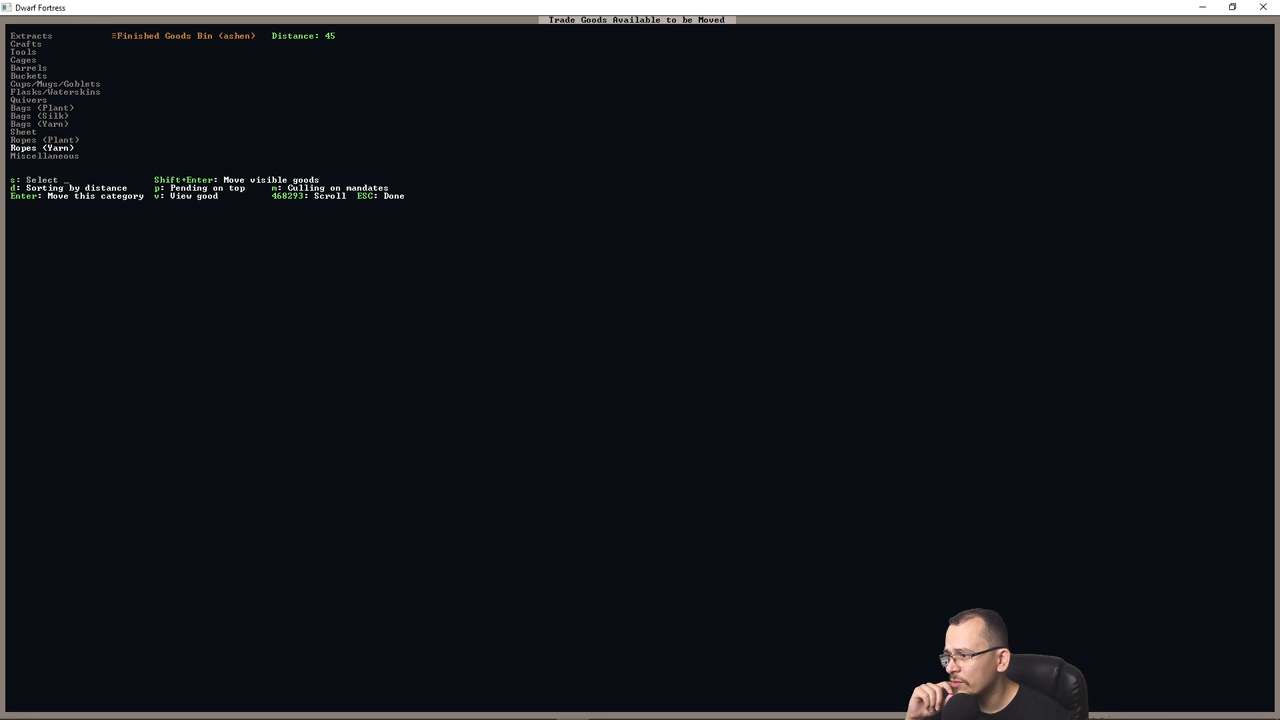 Dwarf Fortress
Trade Goods Available to be Moved
Extracts ≡Finished Goods Bin (ashen) Distance: 45
Crafts
Tools
Cages
Barrels
Buckets
Cups/Mugs/Goblets
Flasks/Waterskins
Quivers
Bags (Plant)
Bags (Silk)
Bags (Yarn)
Sheet
Ropes (Plant)
Ropes (Yarn)
Miscellaneous
s: Select _ Shift+Enter: Move visible goods
d: Sorting by distance p: Pending on top m: Culling on mandates
Enter: Move this category v: View good 468293: Scroll ESC: Done